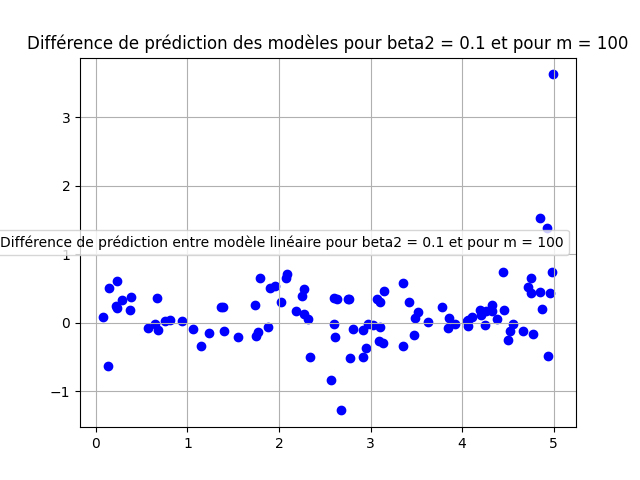 Différence de prédiction des modèles pour beta2 = 0.1 et pour m = 100
3
2
Différence de prédiction entre modèle linéaire pour beta2 = 0.1 et pour m = 100
1
0
−1
0 1 2 3 4 5